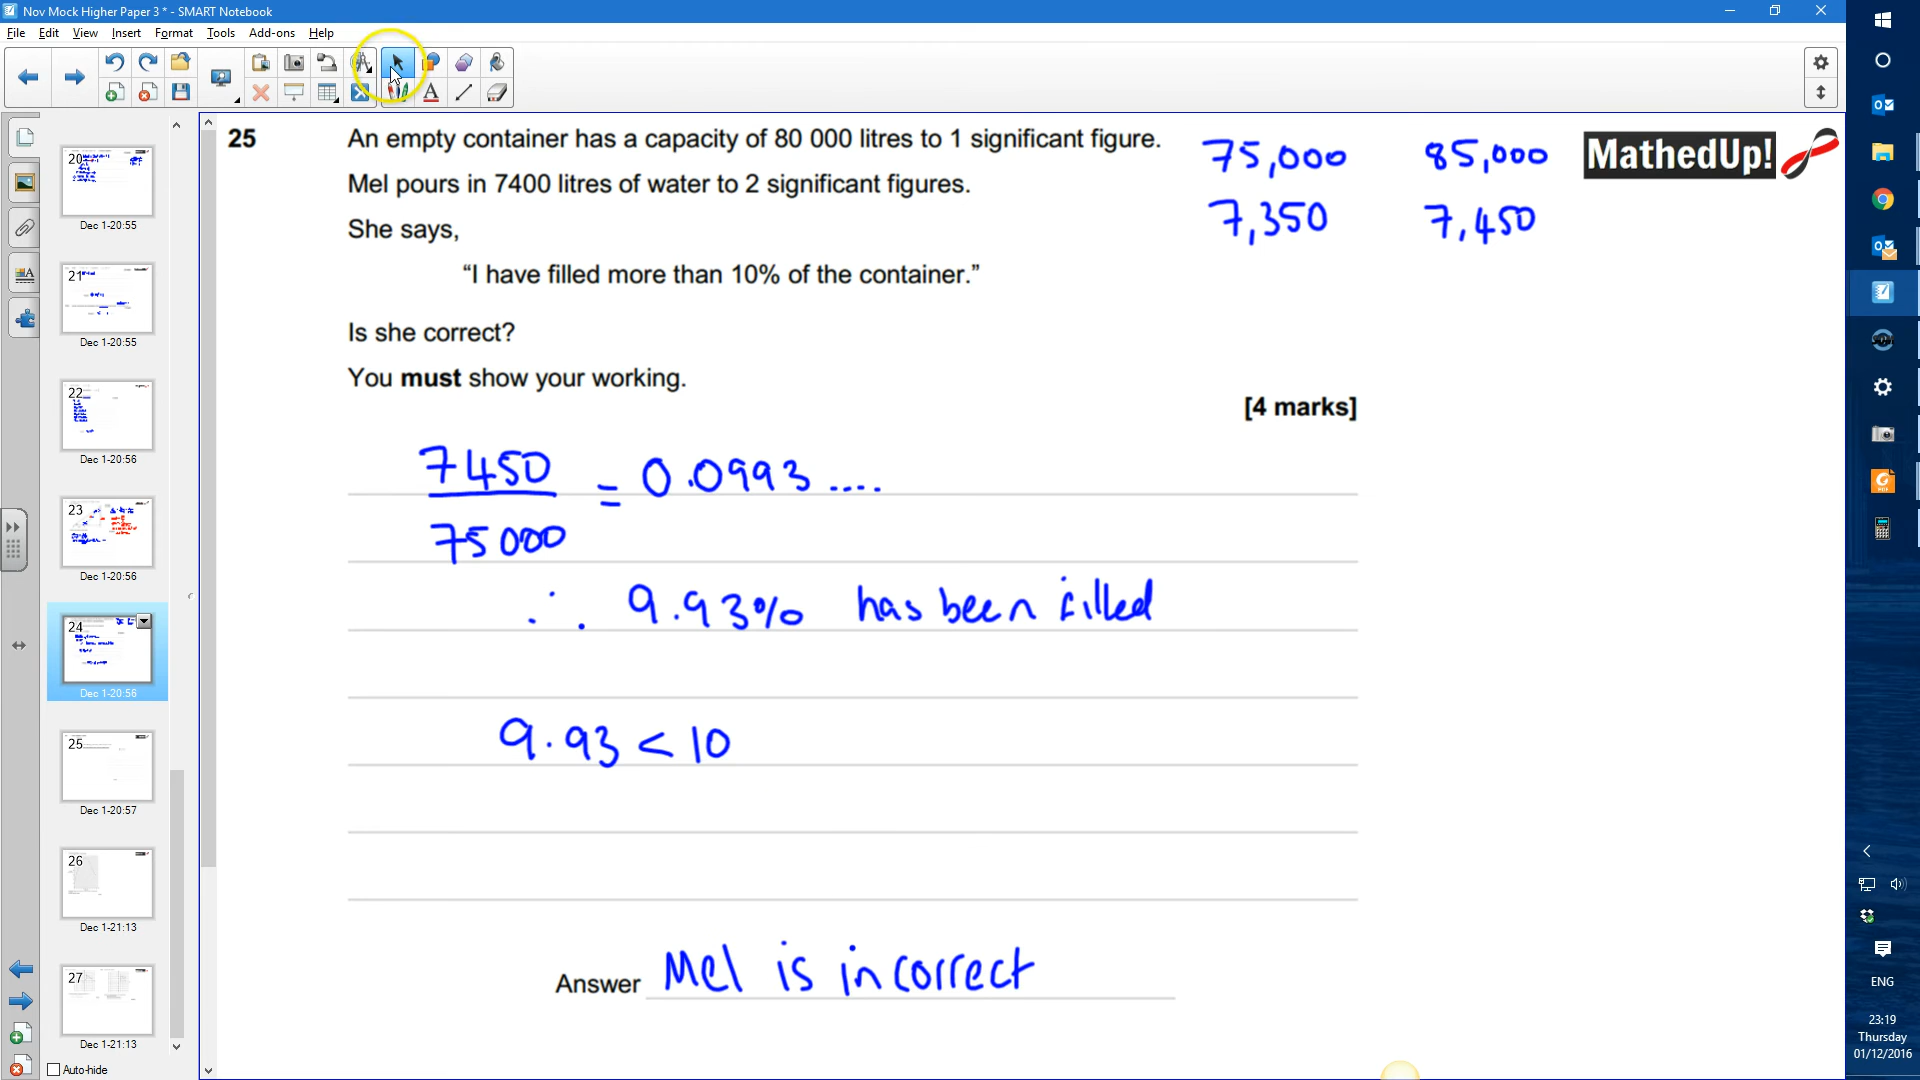 Nov Mock Higher Paper 3 * - SMART Notebook
File Edit View Insert Format Tools Add-ons Help
25 An empty container has a capacity of 80 000 litres to 1 significant figure.
75,000 85,000
MathedUp!
Mel pours in 7400 litres of water to 2 significant figures.
7,350 7,450
She says,
“I have filled more than 10% of the container.”
Is she correct?
You must show your working.
[4 marks]
7450
= 0.0993....
75000
∴ 9.93% has been filled
9.93 < 10
Answer Mel is incorrect
20
Dec 1-20:55
21
Dec 1-20:55
22
Dec 1-20:56
23
Dec 1-20:56
24
Dec 1-20:56
25
Dec 1-20:57
26
Dec 1-21:13
27
Dec 1-21:13
Auto-hide
ENG
23:19
Thursday
01/12/2016